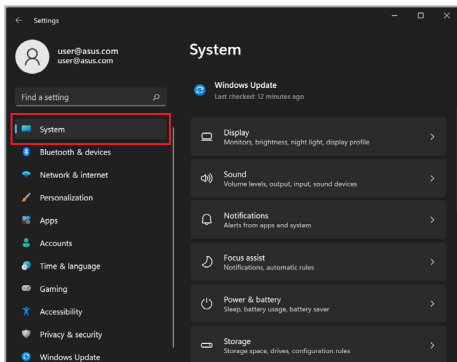 Settings
user@asus.com
user@asus.com
Find a setting
System
Bluetooth & devices
Network & internet
Personalization
Apps
Accounts
Time & language
Gaming
Accessibility
Privacy & security
Windows Update
System
Windows Update
Last checked: 12 minutes ago
Display
Monitors, brightness, night light, display profile
Sound
Volume levels, output, input, sound devices
Notifications
Alerts from apps and system
Focus assist
Notifications, automatic rules
Power & battery
Sleep, battery usage, battery saver
Storage
Storage space, drives, configuration rules